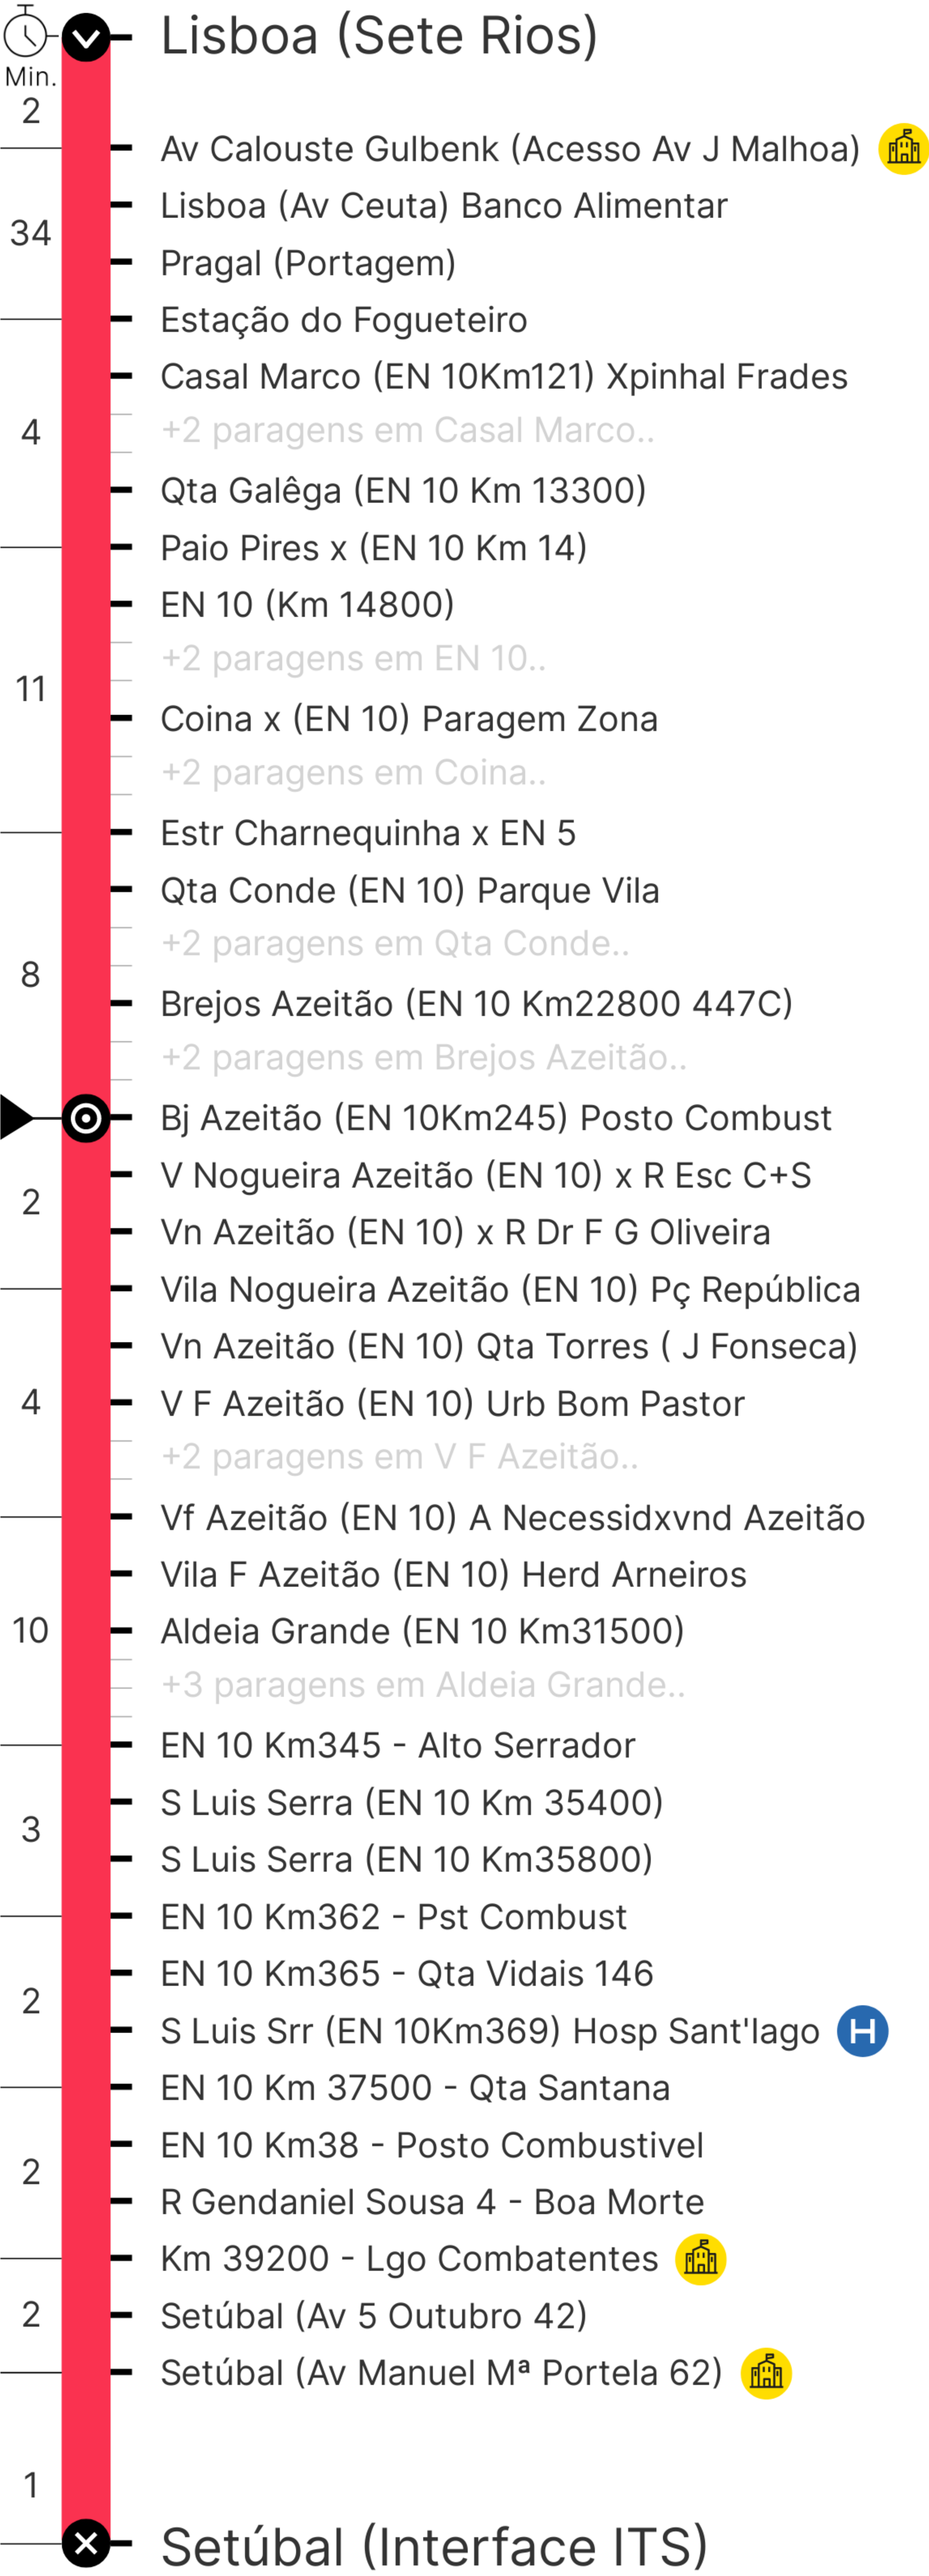 Lisboa (Sete Rios)
Min.
2
Av Calouste Gulbenk (Acesso Av J Malhoa)
Lisboa (Av Ceuta) Banco Alimentar
34
Pragal (Portagem)
Estação do Fogueteiro
Casal Marco (EN 10Km121) Xpinhal Frades
4
+2 paragens em Casal Marco..
Qta Galêga (EN 10 Km 13300)
Paio Pires x (EN 10 Km 14)
EN 10 (Km 14800)
+2 paragens em EN 10..
11
Coina x (EN 10) Paragem Zona
+2 paragens em Coina..
Estr Charnequinha x EN 5
Qta Conde (EN 10) Parque Vila
+2 paragens em Qta Conde..
8
Brejos Azeitão (EN 10 Km22800 447C)
+2 paragens em Brejos Azeitão..
Bj Azeitão (EN 10Km245) Posto Combust
V Nogueira Azeitão (EN 10) x R Esc C+S
2
Vn Azeitão (EN 10) x R Dr F G Oliveira
Vila Nogueira Azeitão (EN 10) Pç República
Vn Azeitão (EN 10) Qta Torres ( J Fonseca)
4
V F Azeitão (EN 10) Urb Bom Pastor
+2 paragens em V F Azeitão..
Vf Azeitão (EN 10) A Necessidxvnd Azeitão
Vila F Azeitão (EN 10) Herd Arneiros
10
Aldeia Grande (EN 10 Km31500)
+3 paragens em Aldeia Grande..
EN 10 Km345 - Alto Serrador
S Luis Serra (EN 10 Km 35400)
3
S Luis Serra (EN 10 Km35800)
EN 10 Km362 - Pst Combust
EN 10 Km365 - Qta Vidais 146
2
S Luis Srr (EN 10Km369) Hosp Sant'Iago H
EN 10 Km 37500 - Qta Santana
EN 10 Km38 - Posto Combustivel
2
R Gendaniel Sousa 4 - Boa Morte
Km 39200 - Lgo Combatentes
2
Setúbal (Av 5 Outubro 42)
Setúbal (Av Manuel Mª Portela 62)
1
Setúbal (Interface ITS)